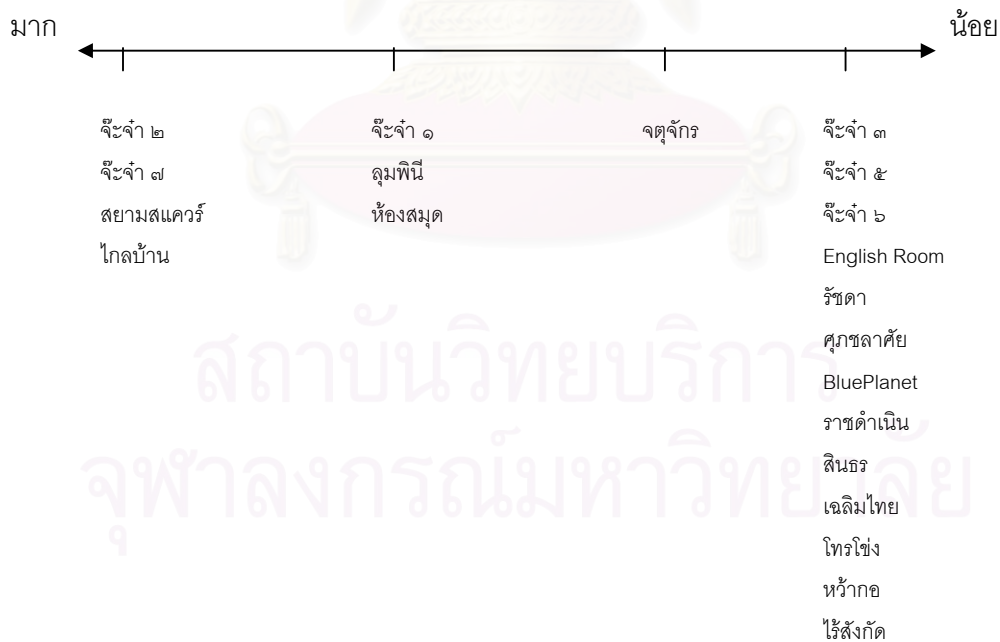 มาก น้อย
จ๊ะจ๋า ๒ จ๊ะจ๋า ๑ จตุจักร จ๊ะจ๋า ๓
จ๊ะจ๋า ๗ ลุมพินี จ๊ะจ๋า ๕
สยามสแควร์ ห้องสมุด จ๊ะจ๋า ๖
ไกลบ้าน English Room
รัชดา
ศุภชลาศัย
BluePlanet
ราชดำเนิน
สินธร
เฉลิมไทย
โทรโข่ง
หว้ากอ
ไร้สังกัด
สถาบันวิทยบริการ
จุฬาลงกรณ์มหาวิทยาลัย